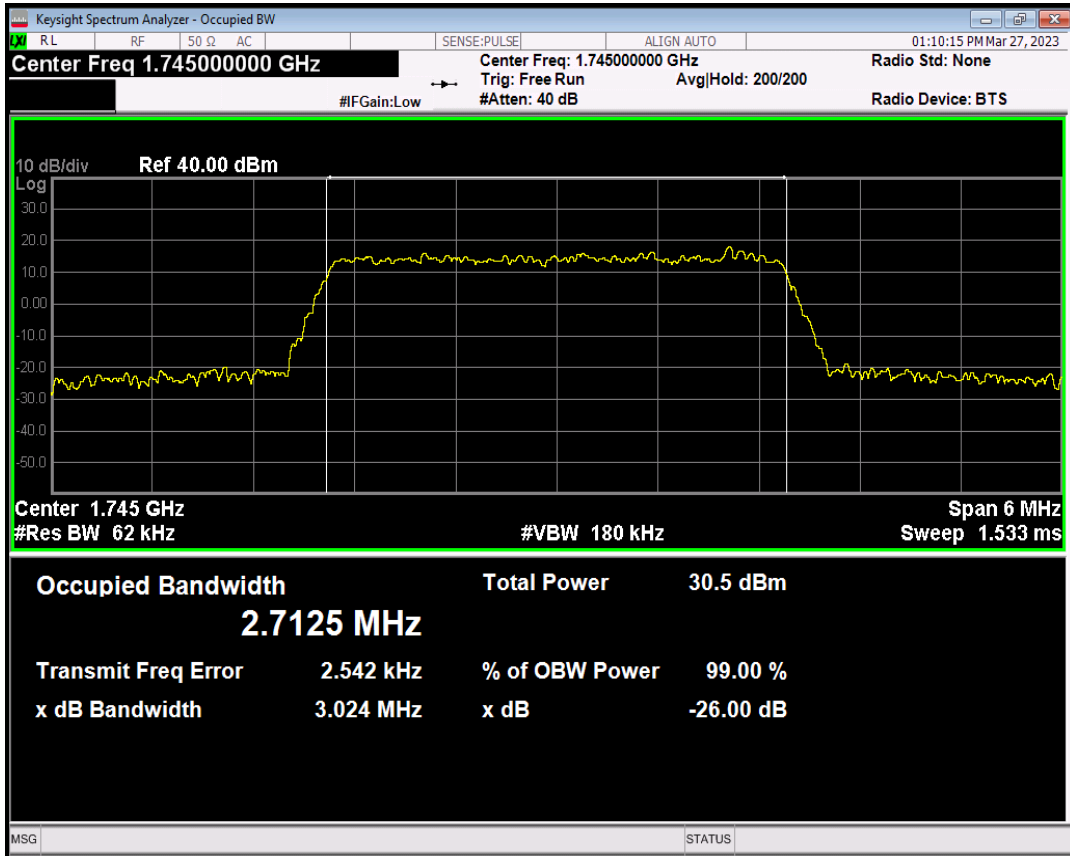 Keysight Spectrum Analyzer - Occupied BW
LXI RL RF 50 Ω AC SENSE:PULSE ALIGN AUTO 01:10:15 PM Mar 27, 2023
Center Freq 1.745000000 GHz Center Freq: 1.745000000 GHz Radio Std: None
Trig: Free Run Avg|Hold: 200/200
#IFGain:Low #Atten: 40 dB Radio Device: BTS
10 dB/div Ref 40.00 dBm
Log
30.0
20.0
10.0
0.00
-10.0
-20.0
-30.0
-40.0
-50.0
Center 1.745 GHz Span 6 MHz
#Res BW 62 kHz #VBW 180 kHz Sweep 1.533 ms
Occupied Bandwidth Total Power 30.5 dBm
2.7125 MHz
Transmit Freq Error 2.542 kHz % of OBW Power 99.00 %
x dB Bandwidth 3.024 MHz x dB -26.00 dB
MSG STATUS